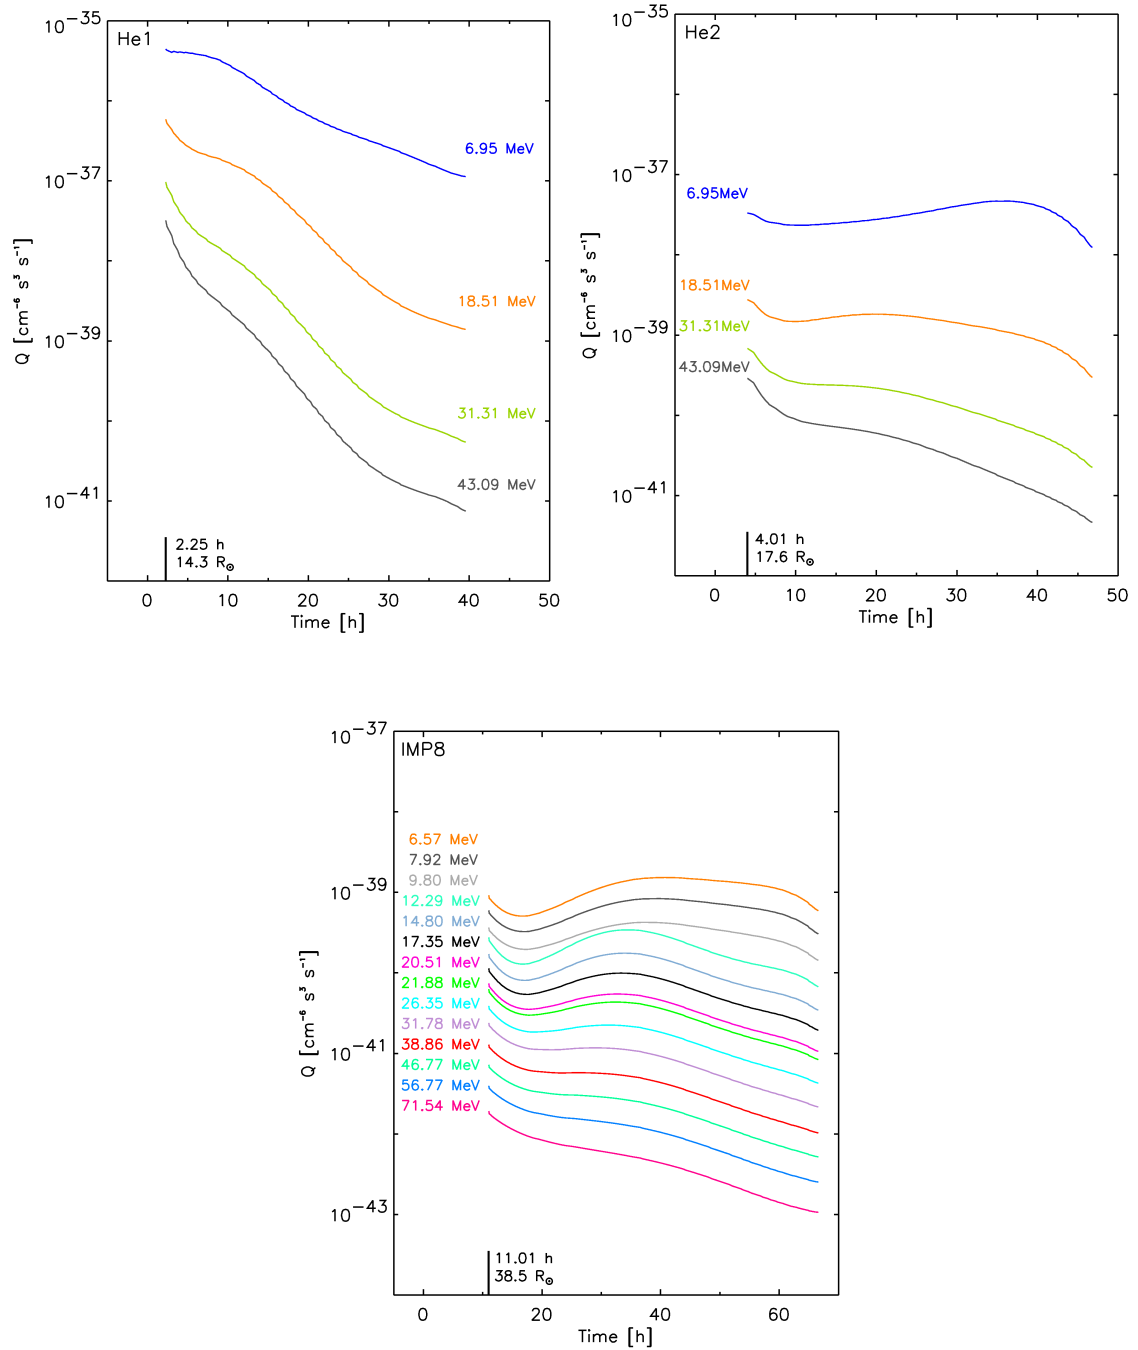 He1
10−35
10−37
10−39
10−41
Q [cm−6 s3 s−1]
6.95 MeV
18.51 MeV
31.31 MeV
43.09 MeV
2.25 h
14.3 R⊙
0 10 20 30 40 50
Time [h]
He2
10−35
10−37
10−39
10−41
Q [cm−6 s3 s−1]
6.95MeV
18.51MeV
31.31MeV
43.09MeV
4.01 h
17.6 R⊙
0 10 20 30 40 50
Time [h]
IMP8
10−37
10−39
10−41
10−43
Q [cm−6 s3 s−1]
6.57 MeV
7.92 MeV
9.80 MeV
12.29 MeV
14.80 MeV
17.35 MeV
20.51 MeV
21.88 MeV
26.35 MeV
31.78 MeV
38.86 MeV
46.77 MeV
56.77 MeV
71.54 MeV
11.01 h
38.5 R⊙
0 20 40 60
Time [h]